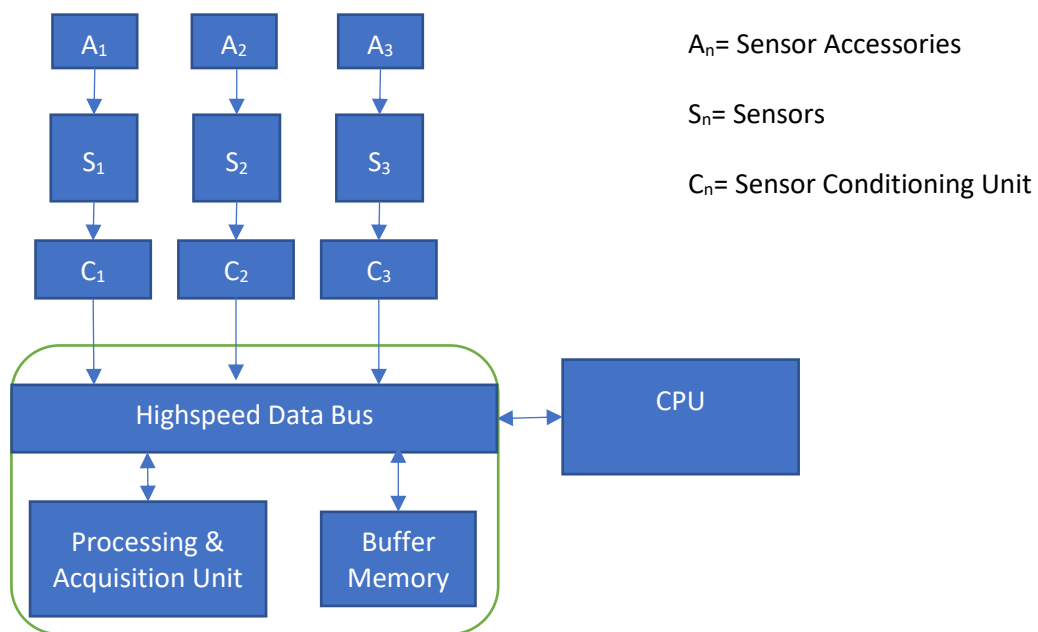 A₁ A₂ A₃
Aₙ= Sensor Accessories
S₁ S₂ S₃
Sₙ= Sensors
Cₙ= Sensor Conditioning Unit
C₁ C₂ C₃
Highspeed Data Bus
CPU
Processing &
Acquisition Unit
Buffer
Memory